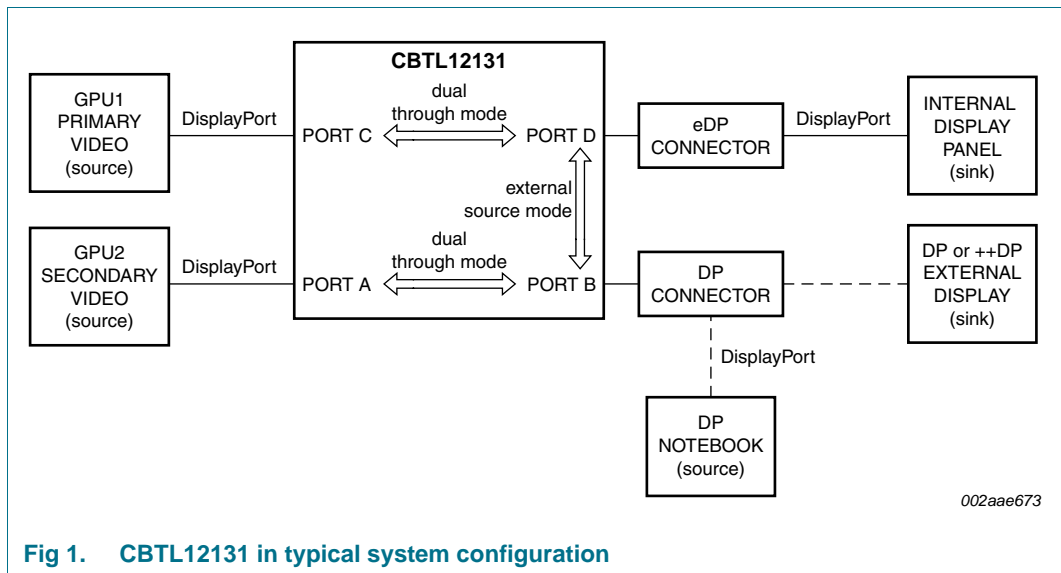 CBTL12131
GPU1
PRIMARY
VIDEO
(source)
DisplayPort
PORT C
dual
through mode
PORT D
eDP
CONNECTOR
DisplayPort
INTERNAL
DISPLAY
PANEL
(sink)
external
source mode
GPU2
SECONDARY
VIDEO
(source)
DisplayPort
PORT A
dual
through mode
PORT B
DP
CONNECTOR
DP or ++DP
EXTERNAL
DISPLAY
(sink)
DisplayPort
DP
NOTEBOOK
(source)
002aae673
Fig 1. CBTL12131 in typical system configuration